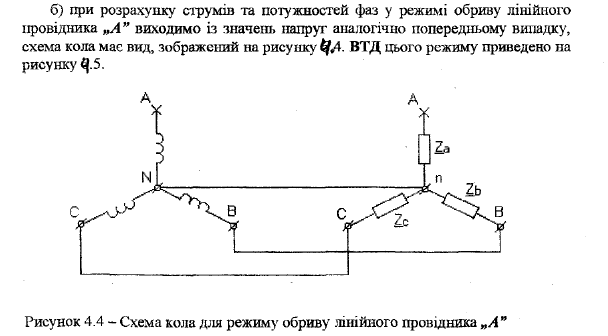 б) при розрахунку струмів та потужностей фаз у режимі обриву лінійного
провідника „А” виходимо із значень напруг аналогічно попередньому випадку,
схема кола має вид, зображений на рисунку 4.4. ВТД цього режиму приведено на
рисунку 4.5.
A
A
Za
N
n
Zb
C
B
C
Zc
B
Рисунок 4.4 – Схема кола для режиму обриву лінійного провідника „А”